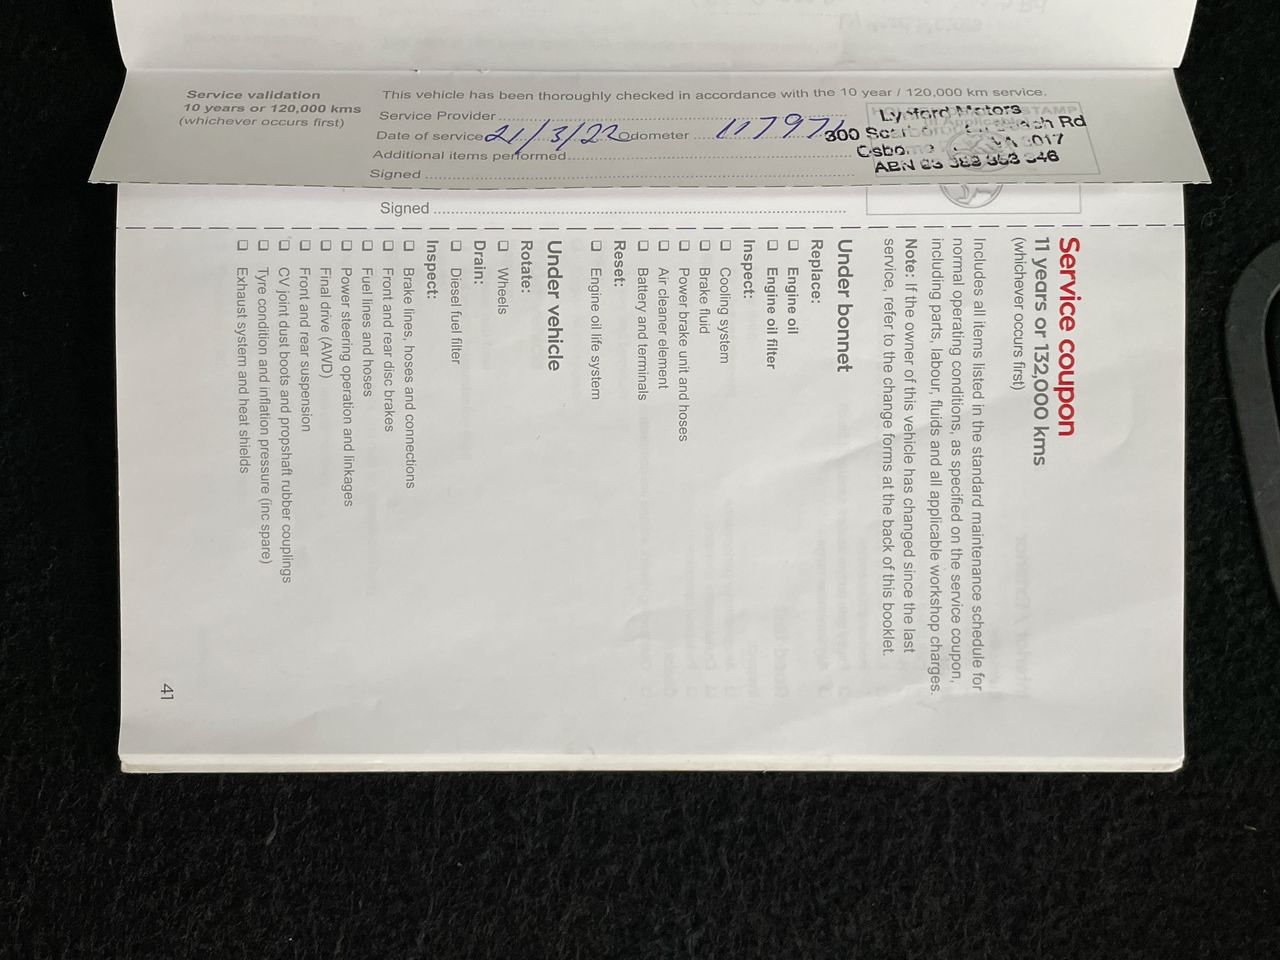 Service validation
10 years or 120,000 kms
(whichever occurs first)
This vehicle has been thoroughly checked in accordance with the 10 year / 120,000 km service.
Service Provider
Date of service 21/3/22 Odometer 117971
Additional items performed
Signed
STAMP
Lynford Motors
300 Beach Rd
WA 6017
ABN
Signed
Service coupon
11 years or 132,000 kms
(whichever occurs first)
Includes all items listed in the standard maintenance schedule for
normal operating conditions, as specified on the service coupon,
including parts, labour, fluids and all applicable workshop charges.
Note: If the owner of this vehicle has changed since the last
service, refer to the change forms at the back of this booklet.
Under bonnet
Replace:
❑ Engine oil
❑ Engine oil filter
Inspect:
❑ Cooling system
❑ Brake fluid
❑ Power brake unit and hoses
❑ Air cleaner element
❑ Battery and terminals
Reset:
❑ Engine oil life system
Under vehicle
Rotate:
❑ Wheels
Drain:
❑ Diesel fuel filter
Inspect:
❑ Brake lines, hoses and connections
❑ Front and rear disc brakes
❑ Fuel lines and hoses
❑ Power steering operation and linkages
❑ Final drive (AWD)
❑ Front and rear suspension
❑ CV joint dust boots and propshaft rubber couplings
❑ Tyre condition and inflation pressure (inc spare)
❑ Exhaust system and heat shields
41